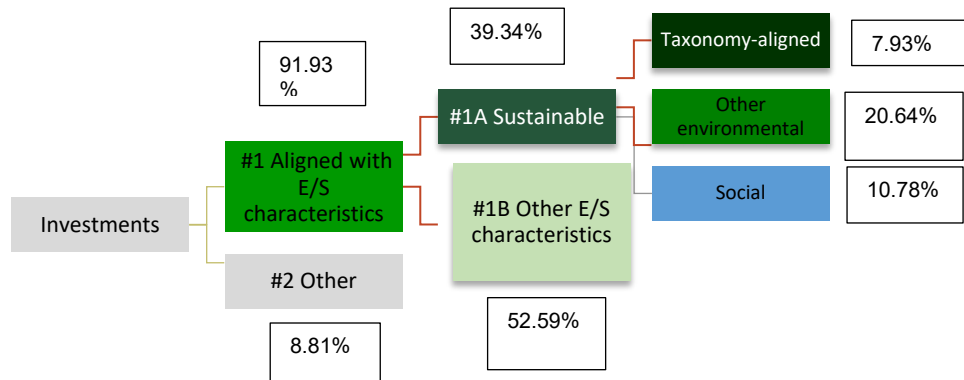 39.34%
Taxonomy-aligned
7.93%
91.93
%
#1A Sustainable
Other
environmental
20.64%
#1 Aligned with
E/S
characteristics
Social
10.78%
#1B Other E/S
characteristics
Investments
#2 Other
52.59%
8.81%